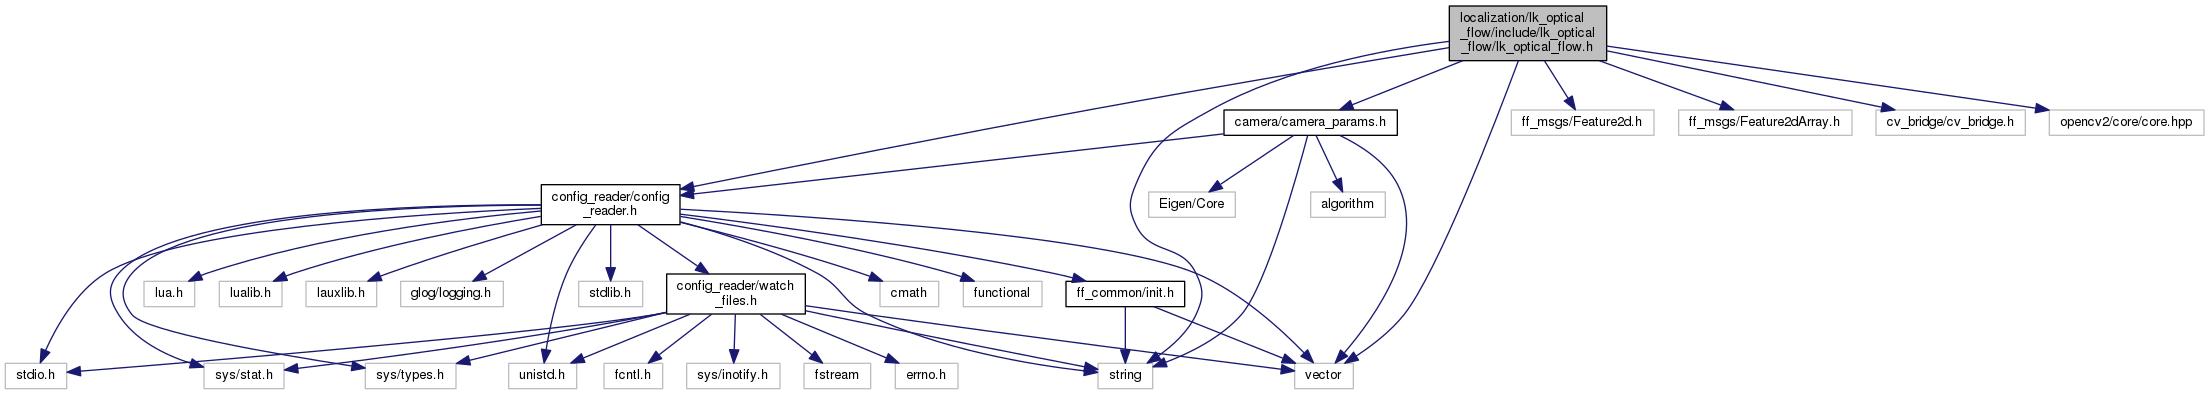 localization/lk_optical
_flow/include/lk_optical
_flow/lk_optical_flow.h
camera/camera_params.h
ff_msgs/Feature2d.h
ff_msgs/Feature2dArray.h
cv_bridge/cv_bridge.h
opencv2/core/core.hpp
config_reader/config
_reader.h
Eigen/Core
algorithm
lua.h
lualib.h
lauxlib.h
glog/logging.h
stdlib.h
config_reader/watch
_files.h
cmath
functional
ff_common/init.h
stdio.h
sys/stat.h
sys/types.h
unistd.h
fcntl.h
sys/inotify.h
fstream
errno.h
string
vector